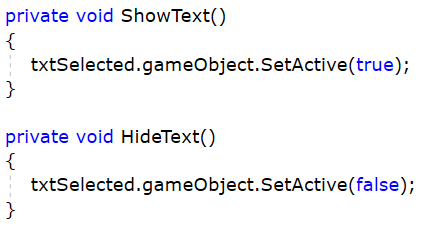 private void ShowText()
{
    txtSelected.gameObject.SetActive(true);
}

private void HideText()
{
    txtSelected.gameObject.SetActive(false);
}